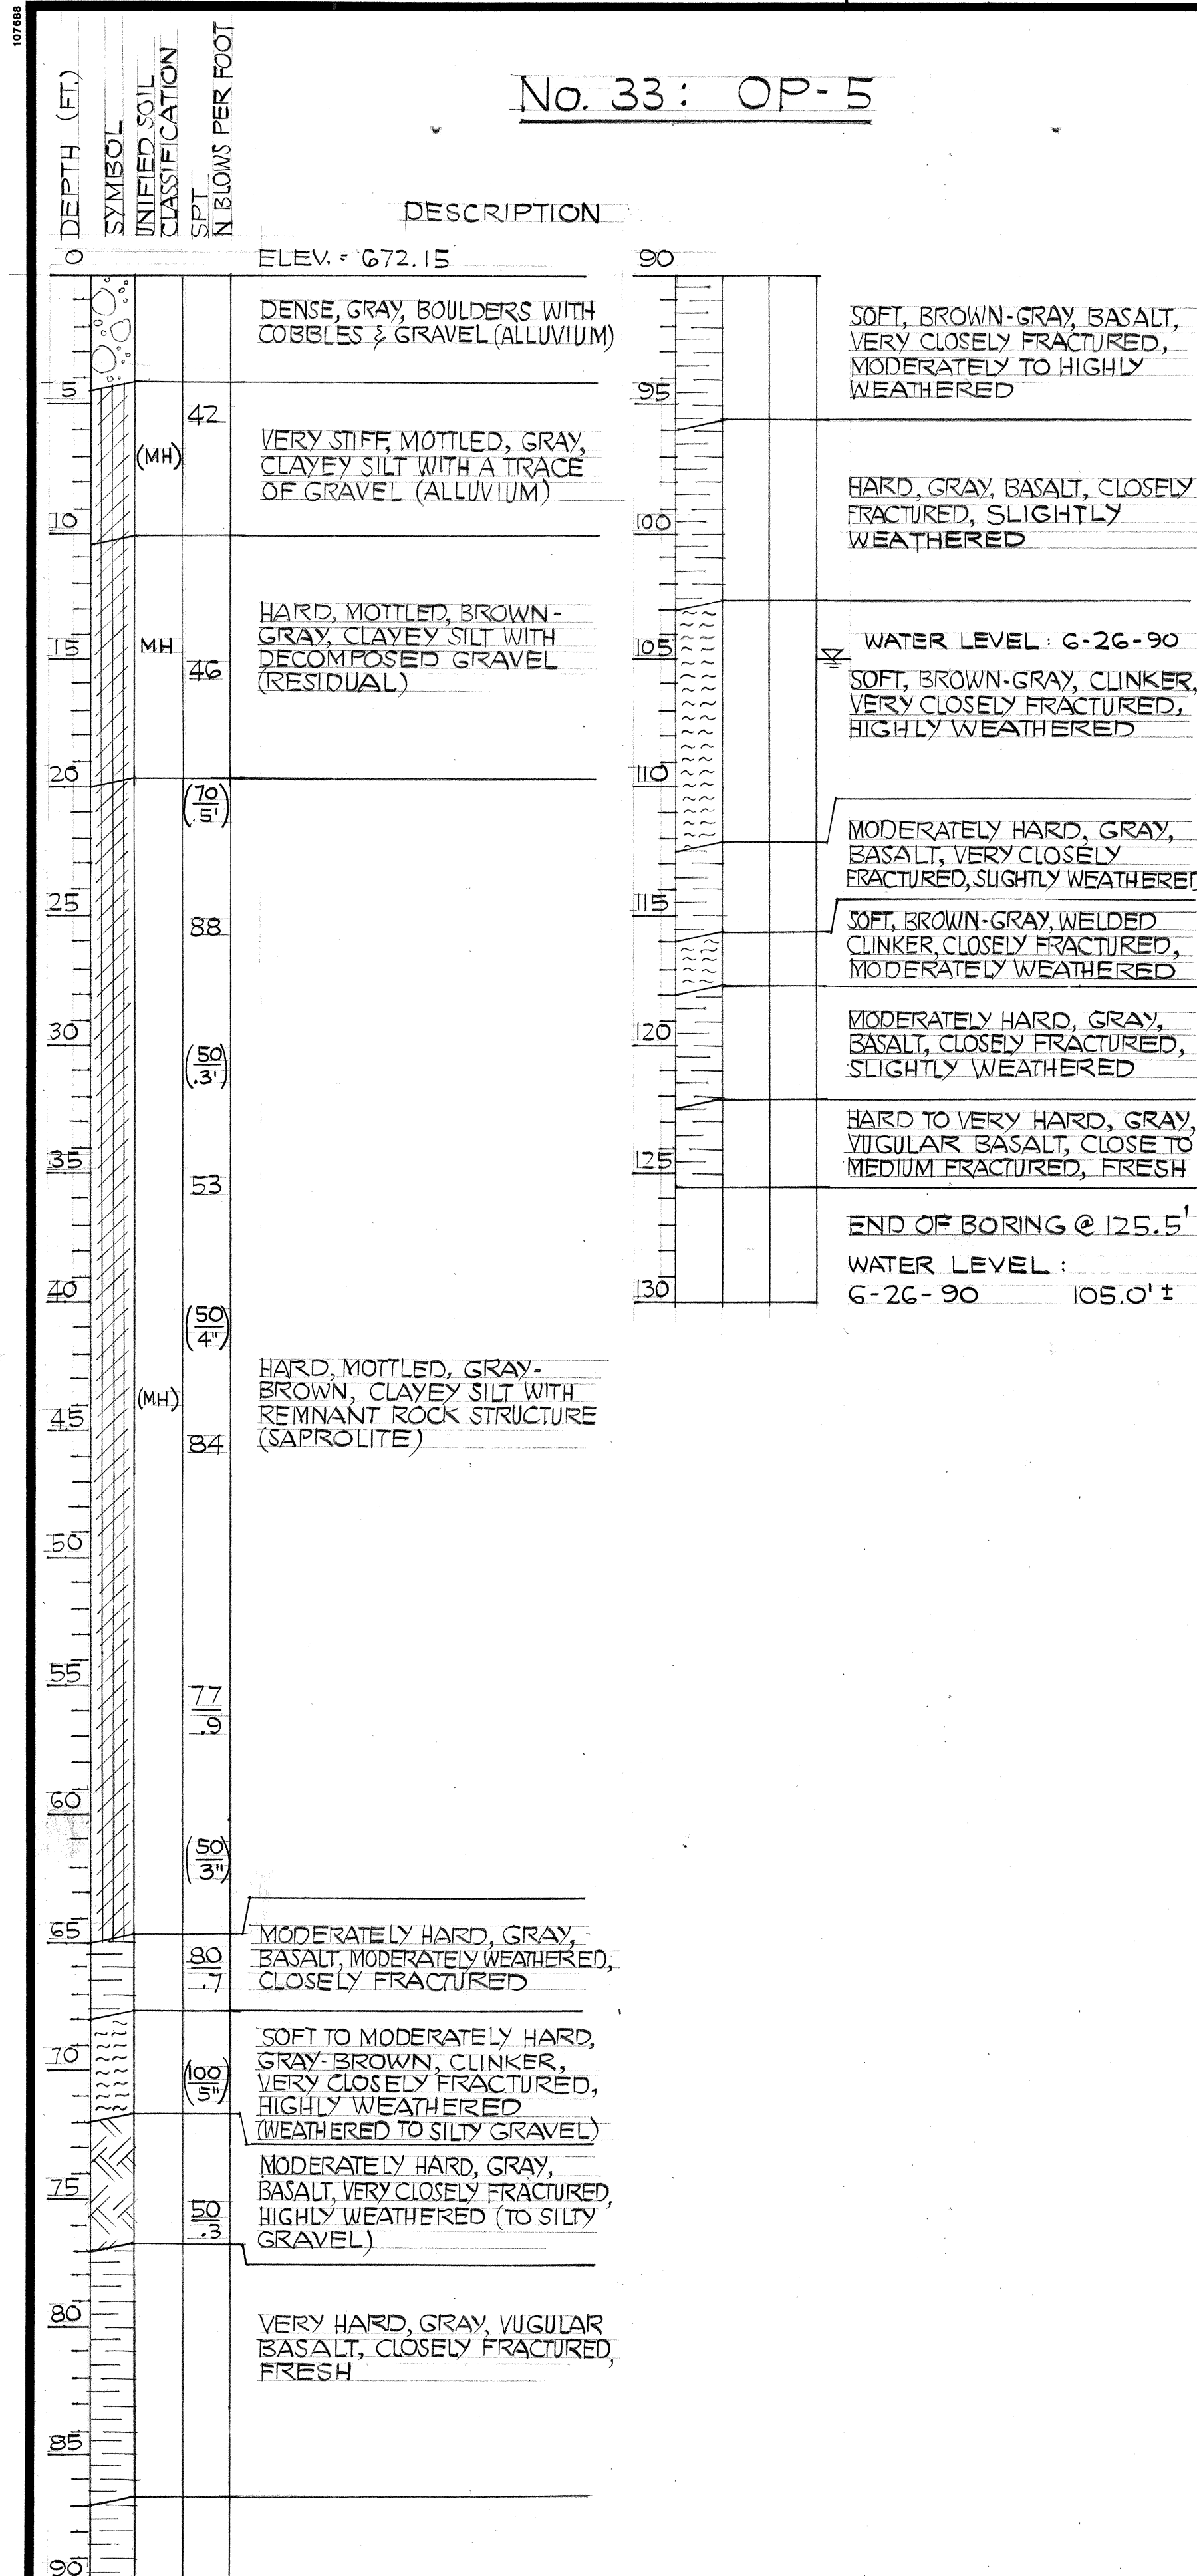 107688
No. 33: OP-5
DEPTH (FT.)
SYMBOL
UNIFIED SOIL
CLASSIFICATION
SPT
N BLOWS PER FOOT
DESCRIPTION
0
ELEV. = 672.15
DENSE, GRAY, BOULDERS WITH
COBBLES & GRAVEL (ALLUVIUM)
5
42
(MH)
VERY STIFF, MOTTLED, GRAY,
CLAYEY SILT WITH A TRACE
OF GRAVEL (ALLUVIUM)
10
HARD, MOTTLED, BROWN-
GRAY, CLAYEY SILT WITH
DECOMPOSED GRAVEL
(RESIDUAL)
15
MH
46
20
(70
.5')
25
88
30
(50
.3')
35
53
40
(50
4")
HARD, MOTTLED, GRAY-
BROWN, CLAYEY SILT WITH
REMNANT ROCK STRUCTURE
(SAPROLITE)
(MH)
45
84
50
55
77
.9
60
(50
3")
65
MODERATELY HARD, GRAY,
BASALT, MODERATELY WEATHERED,
CLOSELY FRACTURED
80
.7
SOFT TO MODERATELY HARD,
GRAY-BROWN, CLINKER,
VERY CLOSELY FRACTURED,
HIGHLY WEATHERED
(WEATHERED TO SILTY GRAVEL)
70
(100
5")
MODERATELY HARD, GRAY,
BASALT, VERY CLOSELY FRACTURED,
HIGHLY WEATHERED (TO SILTY
GRAVEL)
75
50
.3
80
VERY HARD, GRAY, VUGULAR
BASALT, CLOSELY FRACTURED,
FRESH
85
90
90
SOFT, BROWN-GRAY, BASALT,
VERY CLOSELY FRACTURED,
MODERATELY TO HIGHLY
WEATHERED
95
HARD, GRAY, BASALT, CLOSELY
FRACTURED, SLIGHTLY
WEATHERED
100
105
WATER LEVEL: 6-26-90
SOFT, BROWN-GRAY, CLINKER,
VERY CLOSELY FRACTURED,
HIGHLY WEATHERED
110
MODERATELY HARD, GRAY,
BASALT, VERY CLOSELY
FRACTURED, SLIGHTLY WEATHERED
115
SOFT, BROWN-GRAY, WELDED
CLINKER, CLOSELY FRACTURED,
MODERATELY WEATHERED
120
MODERATELY HARD, GRAY,
BASALT, CLOSELY FRACTURED,
SLIGHTLY WEATHERED
HARD TO VERY HARD, GRAY,
VUGULAR BASALT, CLOSE TO
MEDIUM FRACTURED, FRESH
125
END OF BORING @ 125.5'
WATER LEVEL:
6-26-90 105.0' ±
130